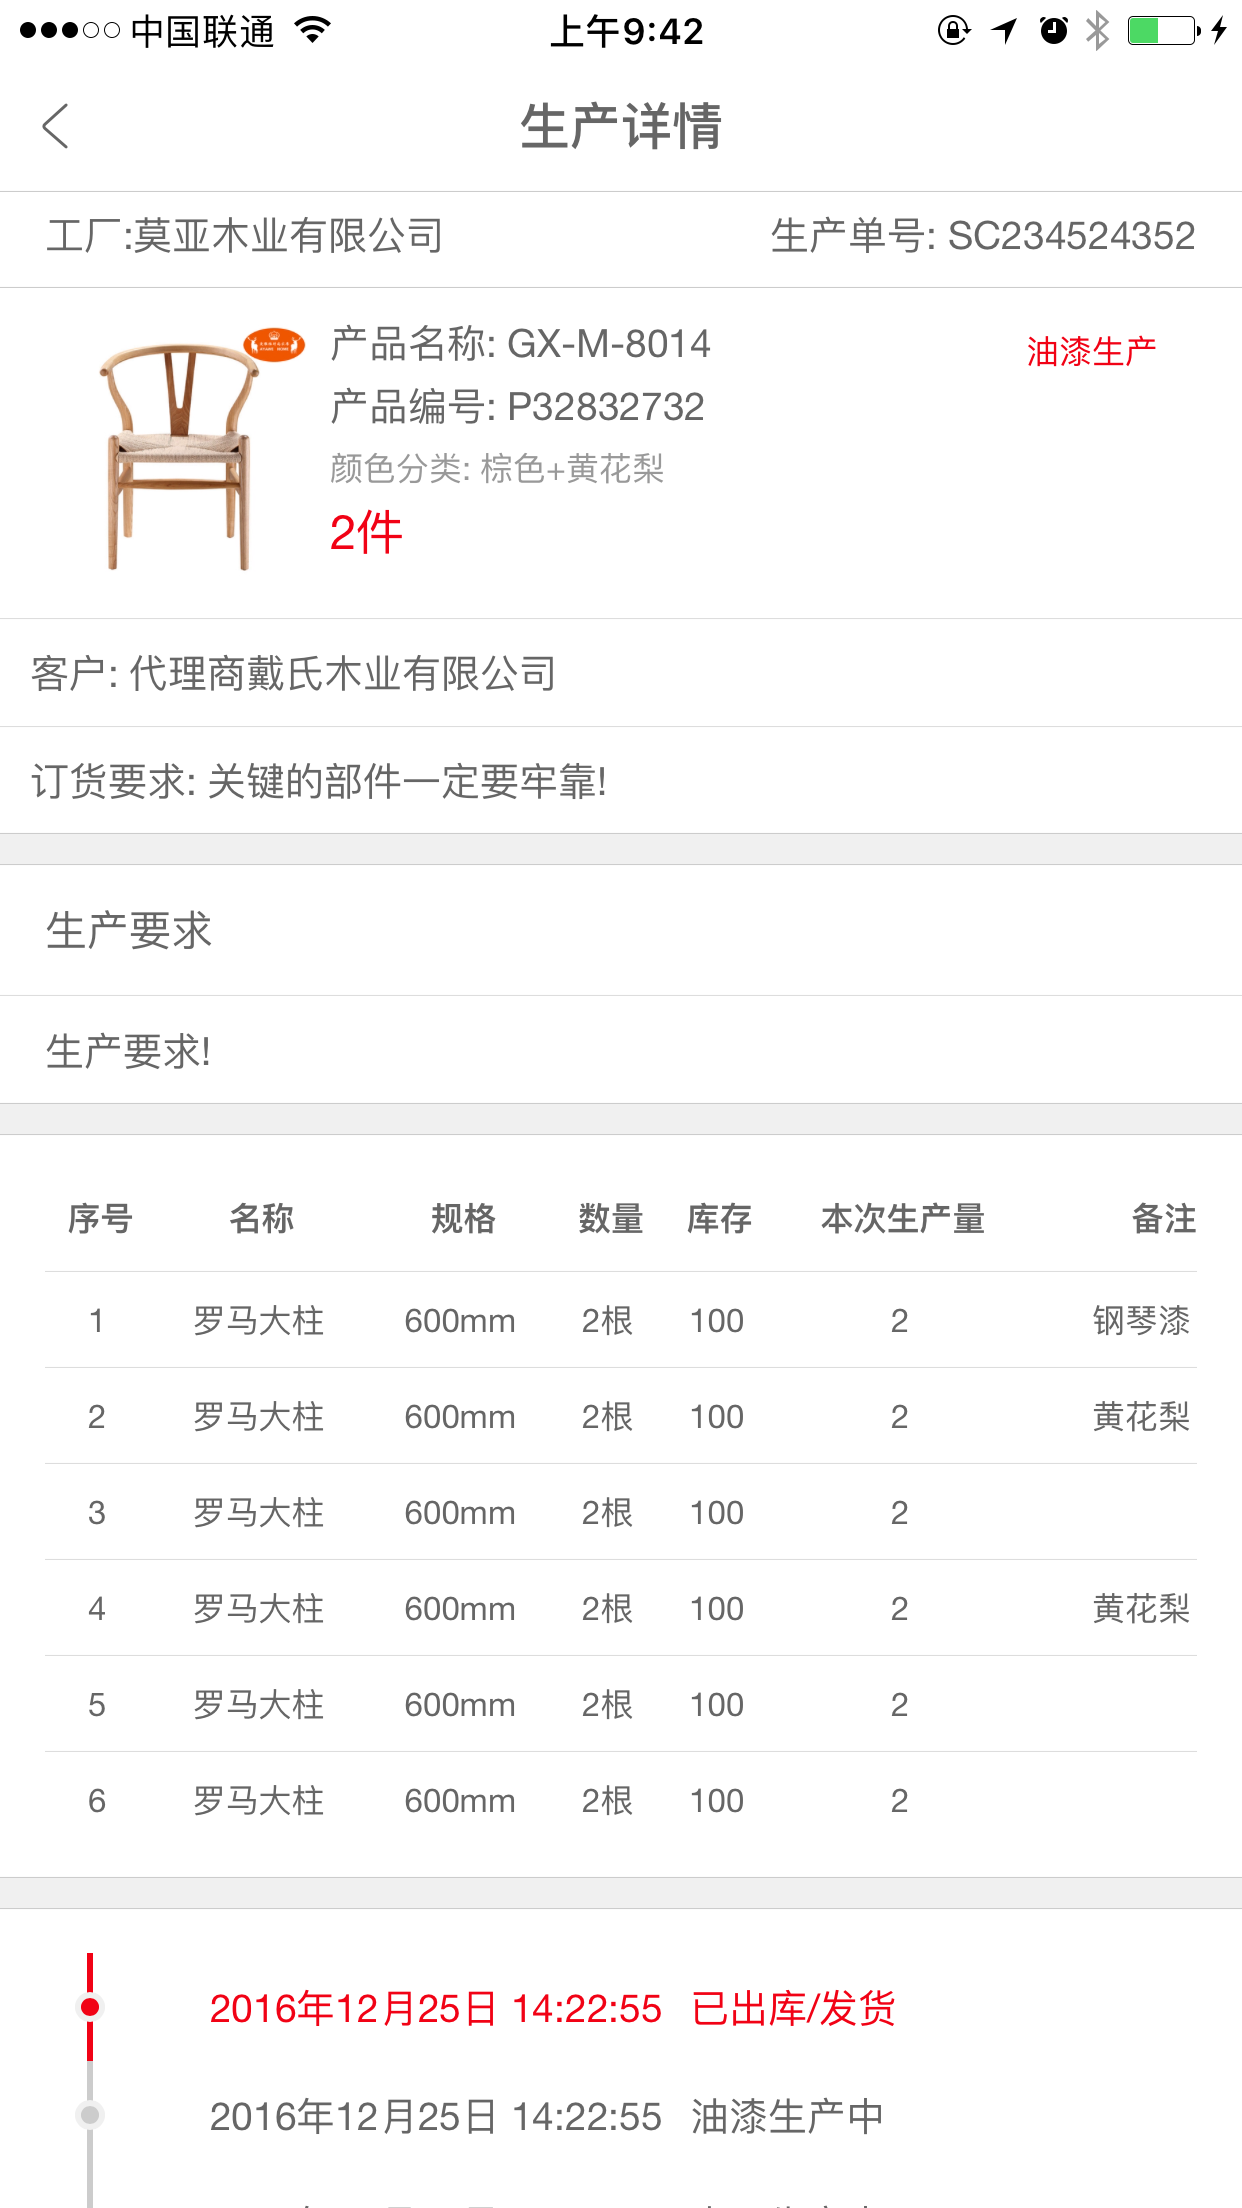 中国联通 上午9:42
生产详情
工厂:莫亚木业有限公司 生产单号: SC234524352
产品名称: GX-M-8014 油漆生产
产品编号: P32832732
颜色分类: 棕色+黄花梨
2件
客户: 代理商戴氏木业有限公司
订货要求: 关键的部件一定要牢靠!
生产要求
生产要求!
序号 名称 规格 数量 库存 本次生产量 备注
1 罗马大柱 600mm 2根 100 2 钢琴漆
2 罗马大柱 600mm 2根 100 2 黄花梨
3 罗马大柱 600mm 2根 100 2
4 罗马大柱 600mm 2根 100 2 黄花梨
5 罗马大柱 600mm 2根 100 2
6 罗马大柱 600mm 2根 100 2
2016年12月25日 14:22:55 已出库/发货
2016年12月25日 14:22:55 油漆生产中